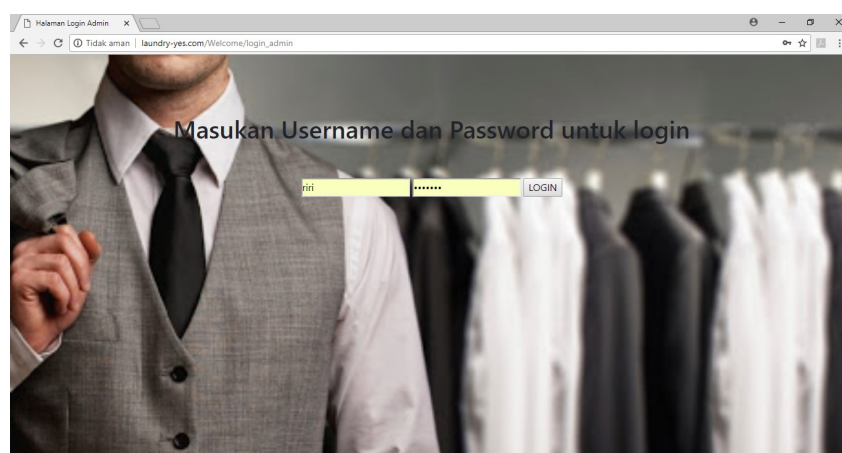 Halaman Login Admin
Tidak aman | laundry-yes.com/Welcome/login_admin
Masukan Username dan Password untuk login
riri ••••••• LOGIN